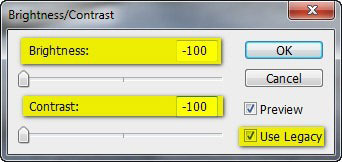 Brightness/Contrast
Brightness: -100
OK
Cancel
Contrast: -100
Preview
Use Legacy